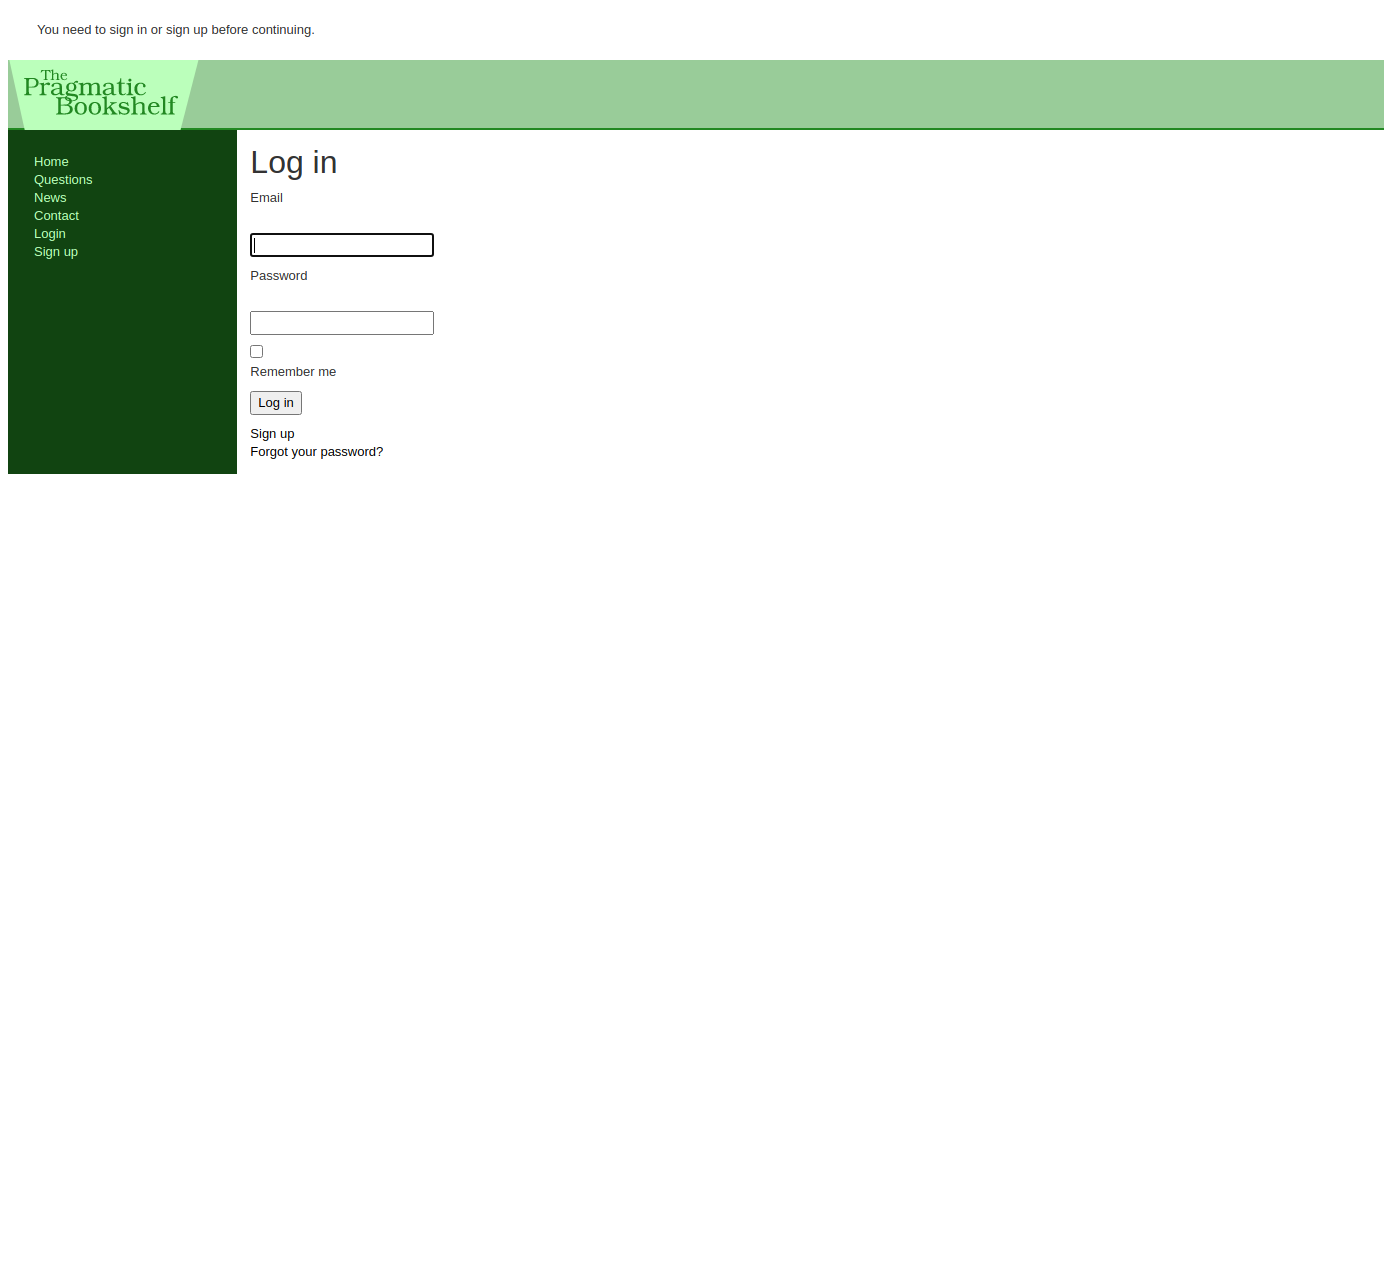 You need to sign in or sign up before continuing.
The
Pragmatic
Bookshelf
Home
Questions
News
Contact
Login
Sign up
Log in
Email
Password
Remember me
Log in
Sign up
Forgot your password?